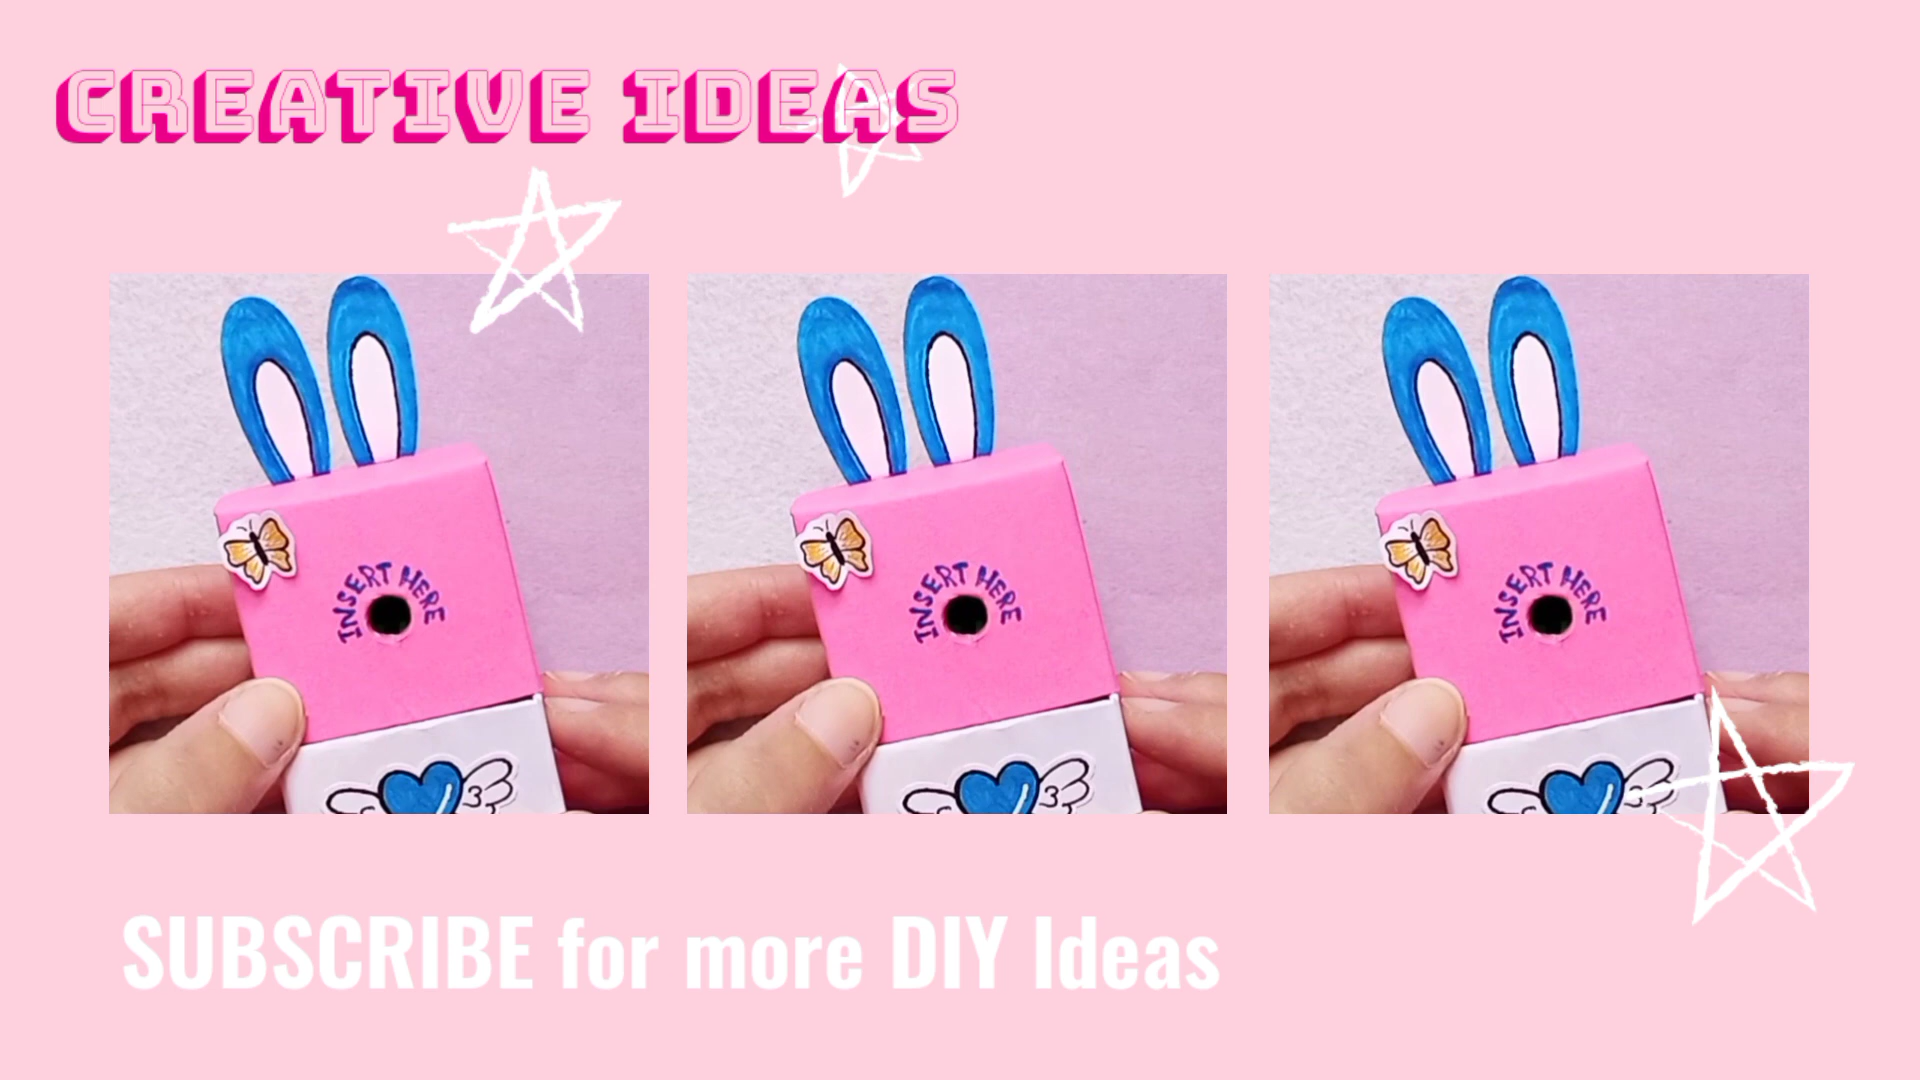 CREATIVE IDEAS
INSERT HERE
INSERT HERE
INSERT HERE
SUBSCRIBE for more DIY Ideas